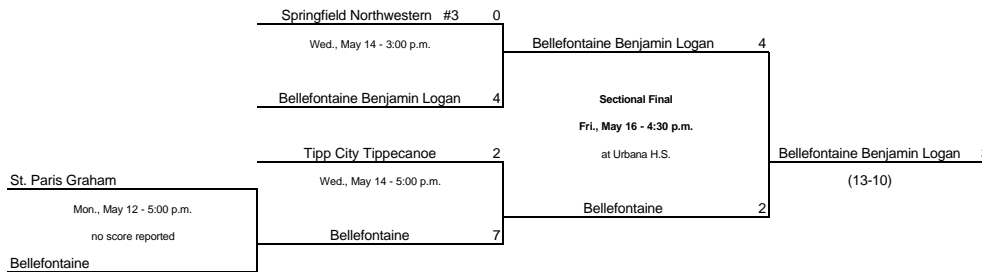 Springfield Northwestern #3 0
Wed., May 14 - 3:00 p.m.
Bellefontaine Benjamin Logan 4
Bellefontaine Benjamin Logan 4
Sectional Final
Fri., May 16 - 4:30 p.m.
at Urbana H.S.
Tipp City Tippecanoe 2
Bellefontaine Benjamin Logan
(13-10)
St. Paris Graham
Wed., May 14 - 5:00 p.m.
Mon., May 12 - 5:00 p.m.
Bellefontaine 2
no score reported
Bellefontaine 7
Bellefontaine